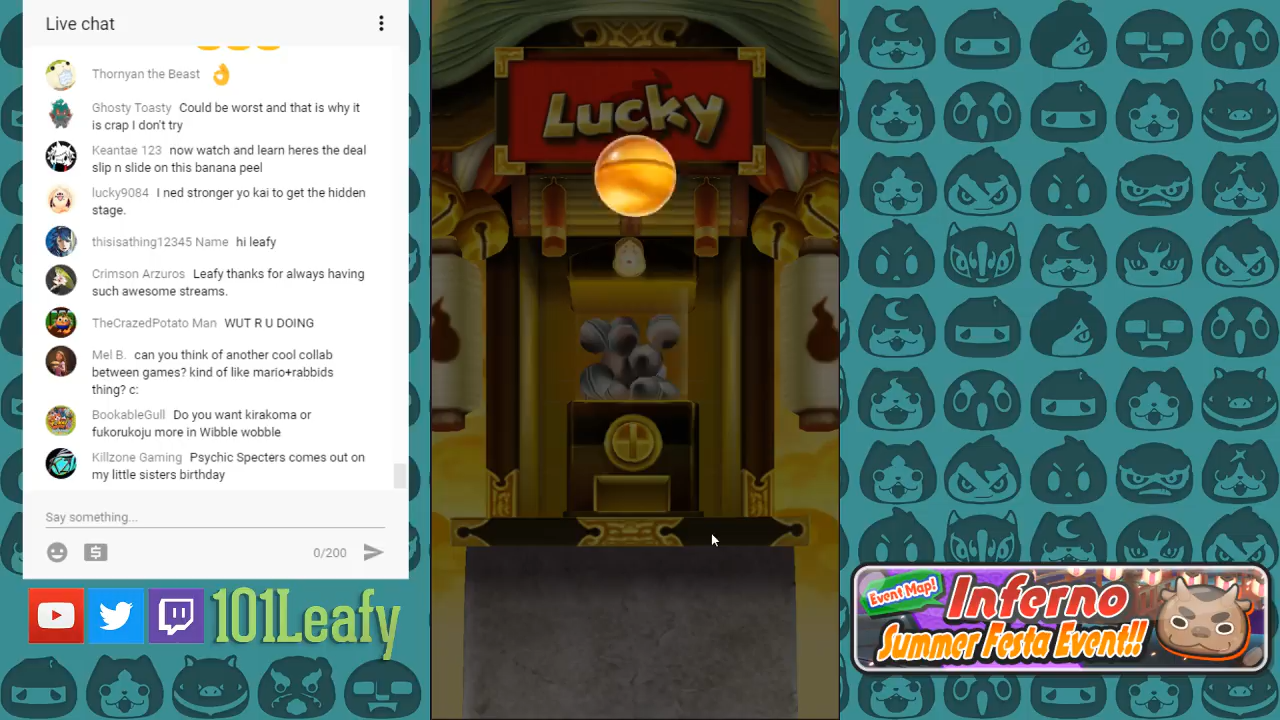 Live chat
Thornyan the Beast
Ghosty Toasty Could be worst and that is why it
is crap I don't try
Keantae 123 now watch and learn heres the deal
slip n slide on this banana peel
lucky9084 I ned stronger yo kai to get the hidden
stage.
thisisathing12345 Name hi leafy
Crimson Arzuros Leafy thanks for always having
such awesome streams.
TheCrazedPotato Man WUT R U DOING
Mel B. can you think of another cool collab
between games? kind of like mario+rabbids
thing? c:
BookableGull Do you want kirakoma or
fukurokuju more in Wibble wobble
Killzone Gaming Psychic Specters comes out on
my little sisters birthday
Say something...
0/200
101Leafy
Lucky
Event Map!
Inferno
Summer Festa Event!!